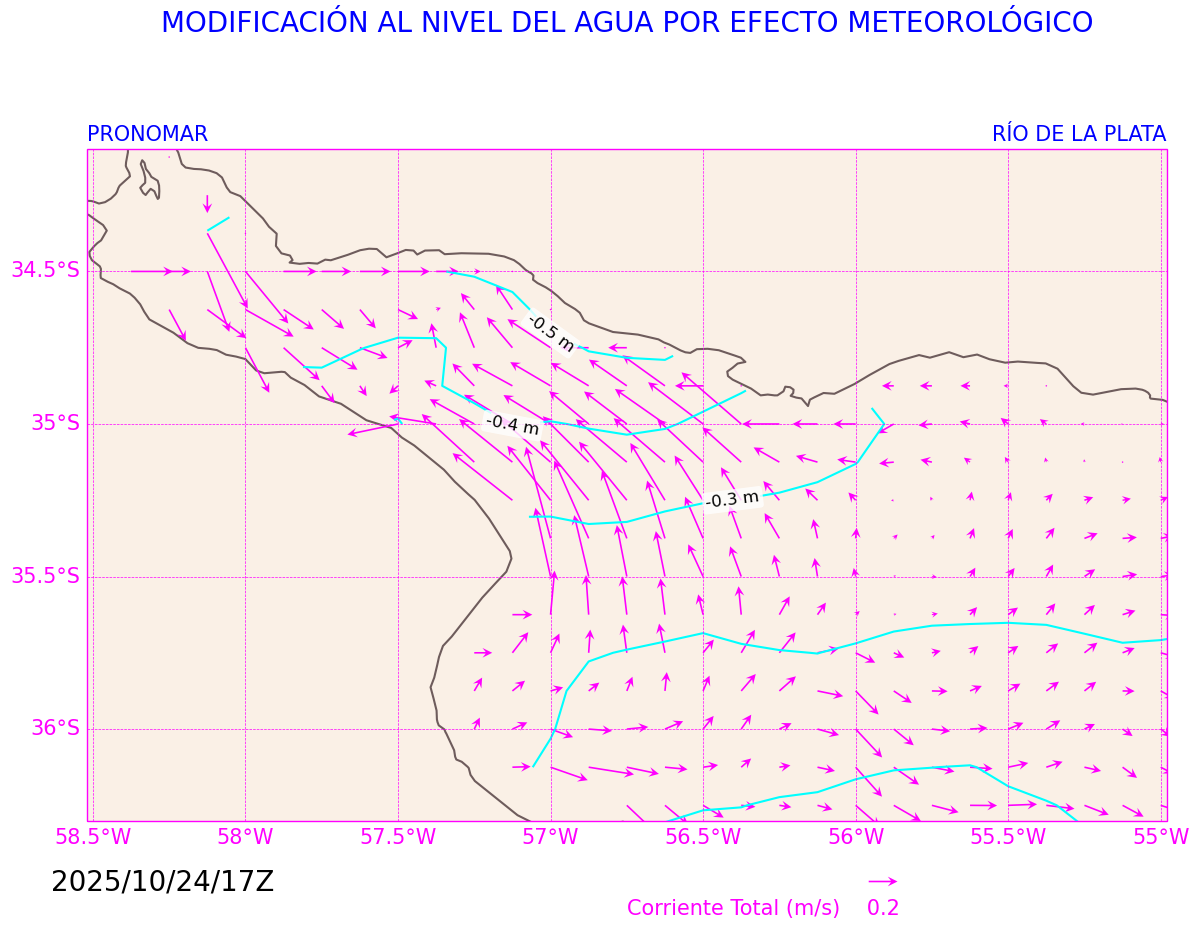 MODIFICACIÓN AL NIVEL DEL AGUA POR EFECTO METEOROLÓGICO
PRONOMAR
RÍO DE LA PLATA
34.5°S
-0.5 m
35°S
-0.4 m
-0.3 m
35.5°S
36°S
58.5°W 58°W 57.5°W 57°W 56.5°W 56°W 55.5°W 55°W
2025/10/24/17Z
Corriente Total (m/s) 0.2